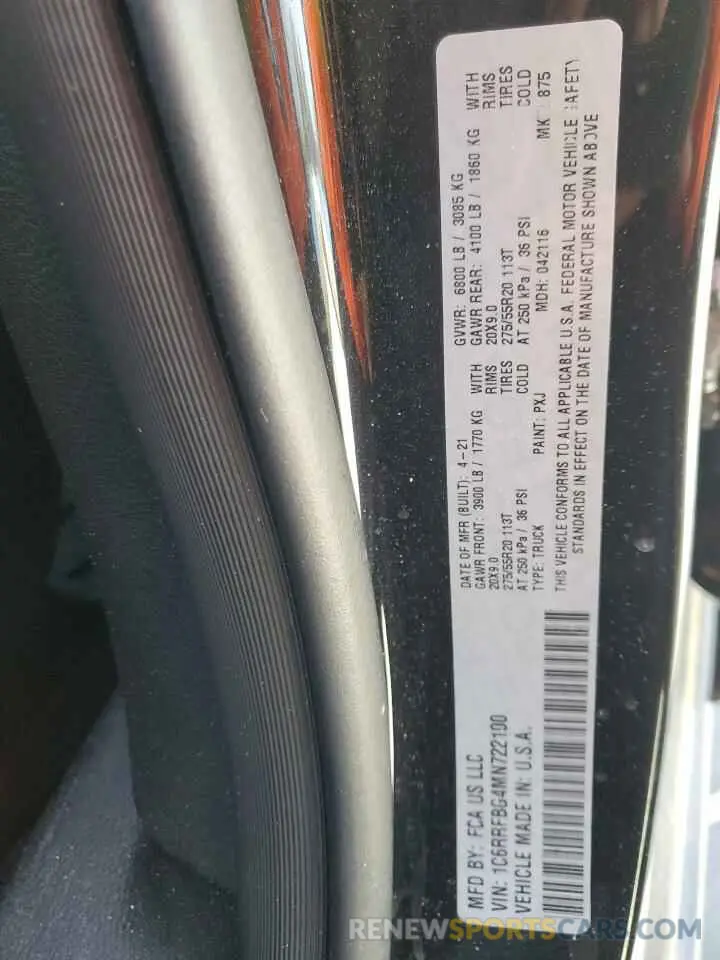 MFD BY: FCA US LLC
DATE OF MFR (BUILT): 4-21
GVWR: 6800 LB / 3085 KG
GAWR FRONT: 3900 LB / 1770 KG WITH
20X9.0 RIMS
275/55R20 113T TIRES
AT 250 kPa / 36 PSI COLD
GAWR REAR: 4100 LB / 1860 KG WITH
20X9.0 RIMS
275/55R20 113T TIRES
AT 250 kPa / 36 PSI COLD
VIN: 1C6RRFBG4MN722100
VEHICLE MADE IN: U.S.A.
TYPE: TRUCK PAINT: PXJ MDH: 042116 MK 875
THIS VEHICLE CONFORMS TO ALL APPLICABLE U.S.A. FEDERAL MOTOR VEHICLE SAFETY
STANDARDS IN EFFECT ON THE DATE OF MANUFACTURE SHOWN ABOVE
RENEWSPORTSCARS.COM